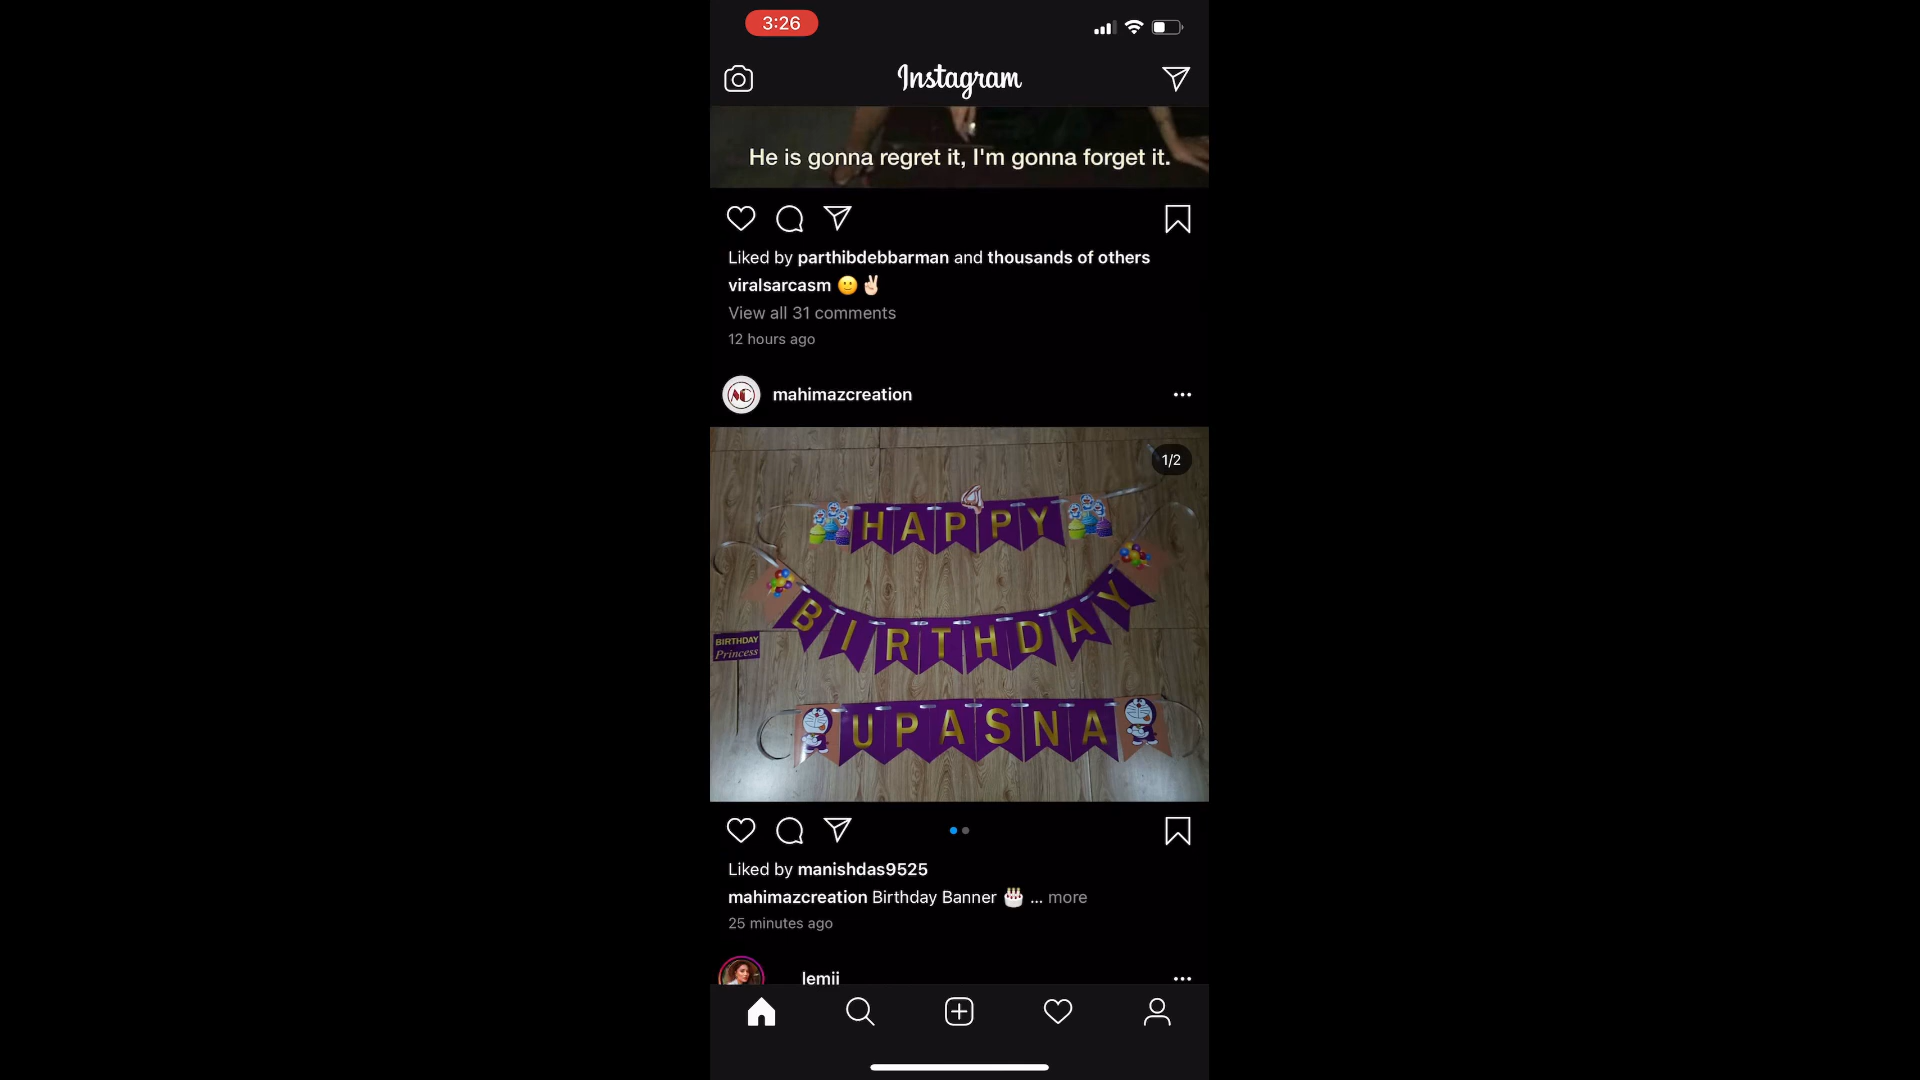 3:26
Instagram
He is gonna regret it, I'm gonna forget it.
Liked by parthibdebbarman and thousands of others
viralsarcasm 🙂✌🏻
View all 31 comments
12 hours ago
MC
mahimazcreation
1/2
4
HAPPY
BIRTHDAY
BIRTHDAY
Princess
UPASNA
Liked by manishdas9525
mahimazcreation Birthday Banner 🎂 ... more
25 minutes ago
lemii